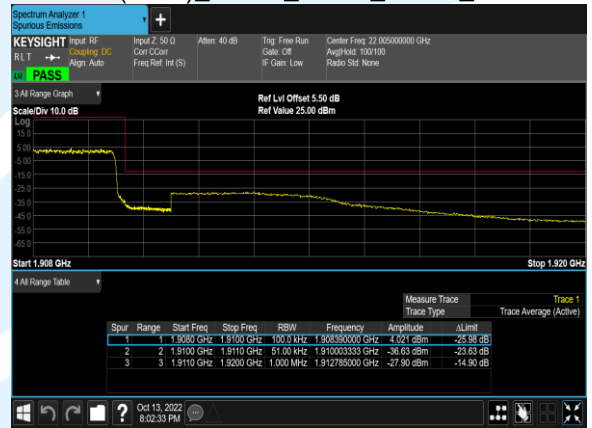 Spectrum Analyzer 1
Spurious Emissions
KEYSIGHT Input: RF Input Z: 50 Ω Atten: 40 dB Trig: Free Run Center Freq: 22.005000000 GHz
RLT Coupling: DC Corr CCorr Gate: Off Avg|Hold: 100/100
Align: Auto Freq Ref: Int (S) IF Gain: Low Radio Std: None
PASS
3 All Range Graph
Ref Lvl Offset 5.50 dB
Scale/Div 10.0 dB Ref Value 25.00 dBm
Log
15.0
5.00
-5.00
-15.0
-25.0
-35.0
-45.0
-55.0
-65.0
Start 1.908 GHz Stop 1.920 GHz
4 All Range Table
Measure Trace Trace 1
Trace Type Trace Average (Active)
Spur Range Start Freq Stop Freq RBW Frequency Amplitude ΔLimit
1 1 1.9080 GHz 1.9100 GHz 100.0 kHz 1.908390000 GHz 4.021 dBm -25.98 dB
2 2 1.9100 GHz 1.9110 GHz 51.00 kHz 1.910003333 GHz -36.63 dBm -23.63 dB
3 3 1.9110 GHz 1.9200 GHz 1.000 MHz 1.912785000 GHz -27.90 dBm -14.90 dB
Oct 13, 2022
8:02:33 PM